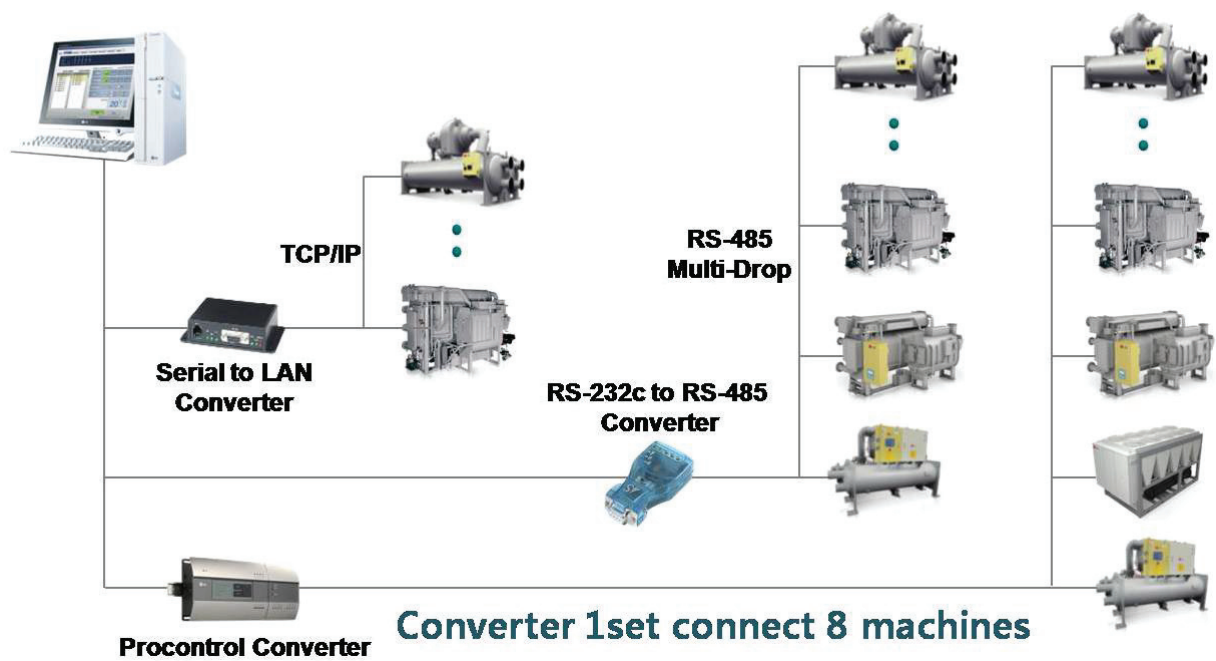 TCP/IP
RS-485
Multi-Drop
Serial to LAN
Converter
RS-232c to RS-485
Converter
Procontrol Converter
Converter 1set connect 8 machines